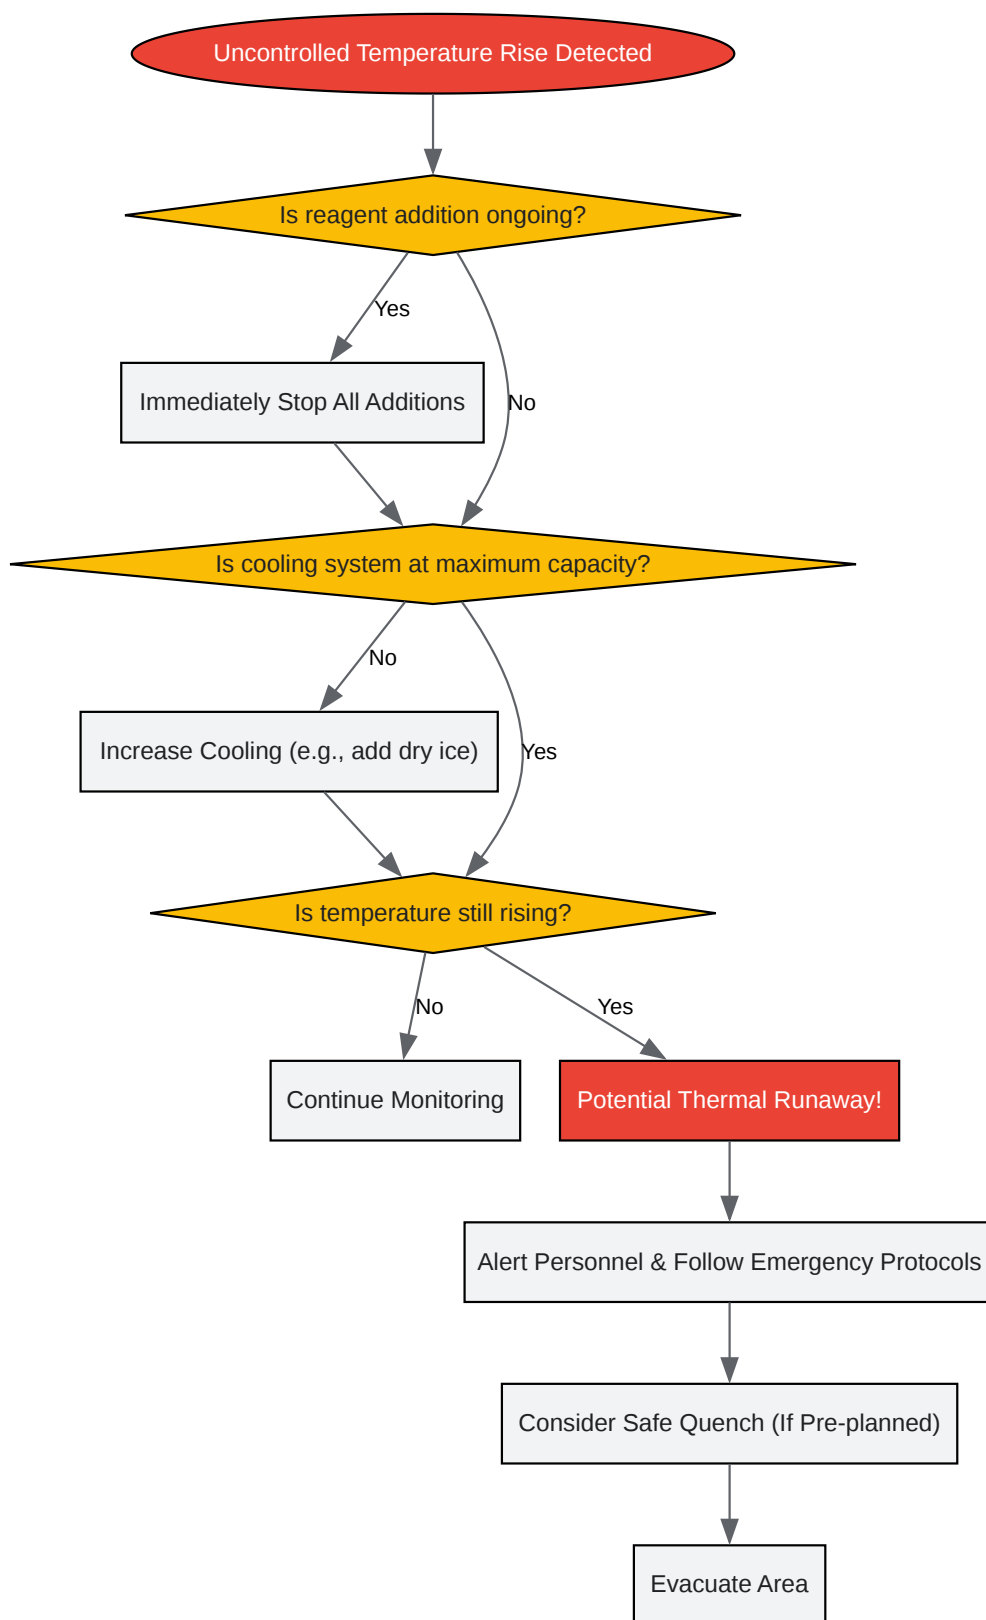 Uncontrolled Temperature Rise Detected
Is reagent addition ongoing?
Yes
Immediately Stop All Additions
No
Is cooling system at maximum capacity?
No
Increase Cooling (e.g., add dry ice)
Yes
Is temperature still rising?
No
Yes
Continue Monitoring
Potential Thermal Runaway!
Alert Personnel & Follow Emergency Protocols
Consider Safe Quench (If Pre-planned)
Evacuate Area